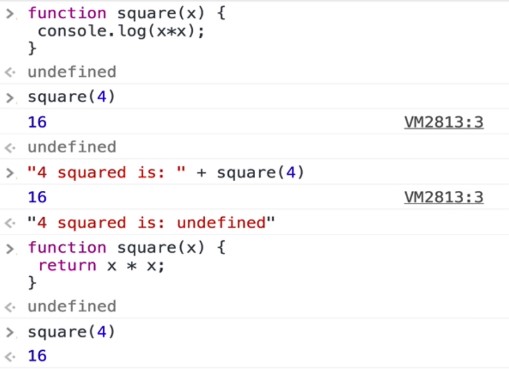 > function square(x) {
console.log(x*x);
}
<· undefined
> square(4)
16 VM2813:3
<· undefined
> "4 squared is: " + square(4)
16 VM2813:3
<· "4 squared is: undefined"
> function square(x) {
return x * x;
}
<· undefined
> square(4)
<· 16